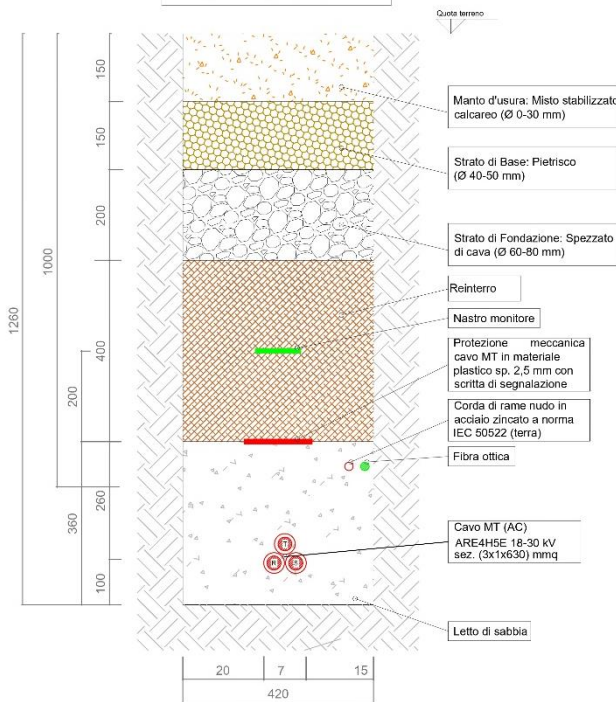 Quota terreno
150
150
200
1000
1260
400
200
260
360
100
Manto d'usura: Misto stabilizzato
calcareo (Ø 0-30 mm)
Strato di Base: Pietrisco
(Ø 40-50 mm)
Strato di Fondazione: Spezzato
di cava (Ø 60-80 mm)
Reinterro
Nastro monitore
Protezione meccanica
cavo MT in materiale
plastico sp. 2,5 mm con
scritta di segnalazione
Corda di rame nudo in
acciaio zincato a norma
IEC 50522 (terra)
Fibra ottica
Cavo MT (AC)
ARE4H5E 18-30 kV
sez. (3x1x630) mmq
T
R
S
Letto di sabbia
20
7
15
420